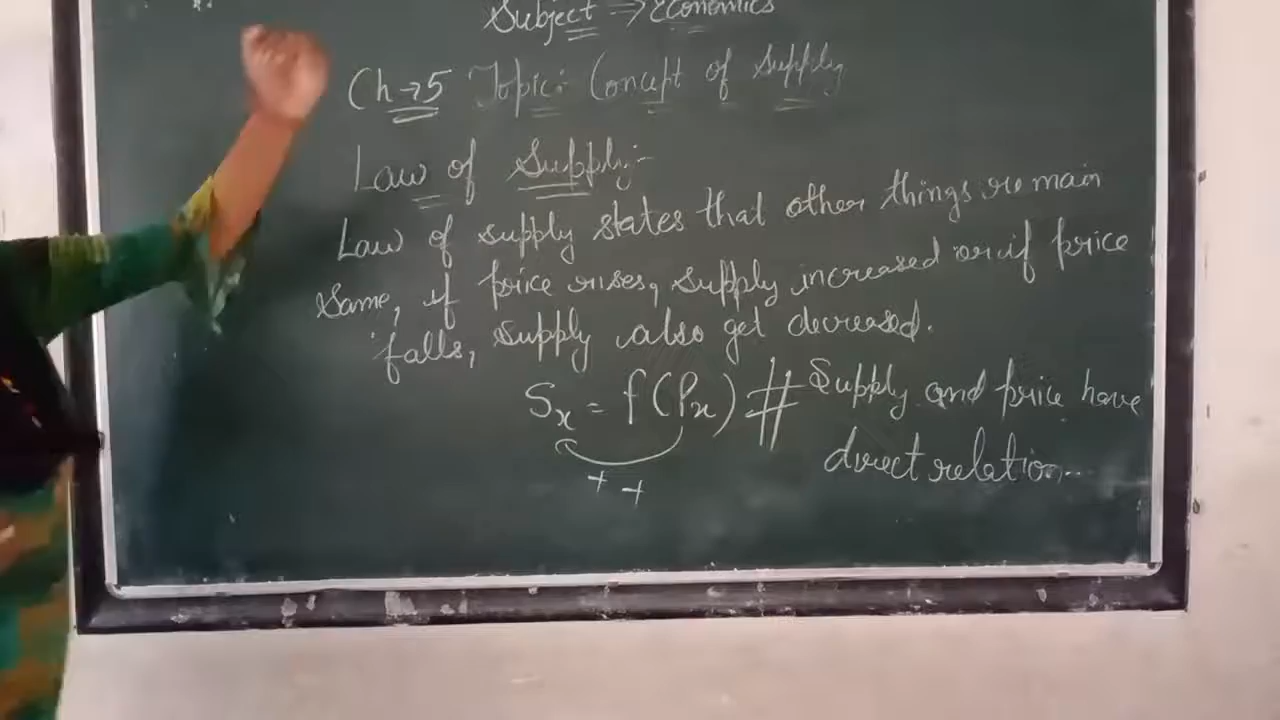 Subject → Economics
Ch → 5 Topic:- Concept of Supply
Law of Supply:-
Law of supply states that other things remain
same, if price rises, supply increased or if price
falls, supply also get decreased.
Sx = f(Px) # Supply and price have
direct relation..
+ +